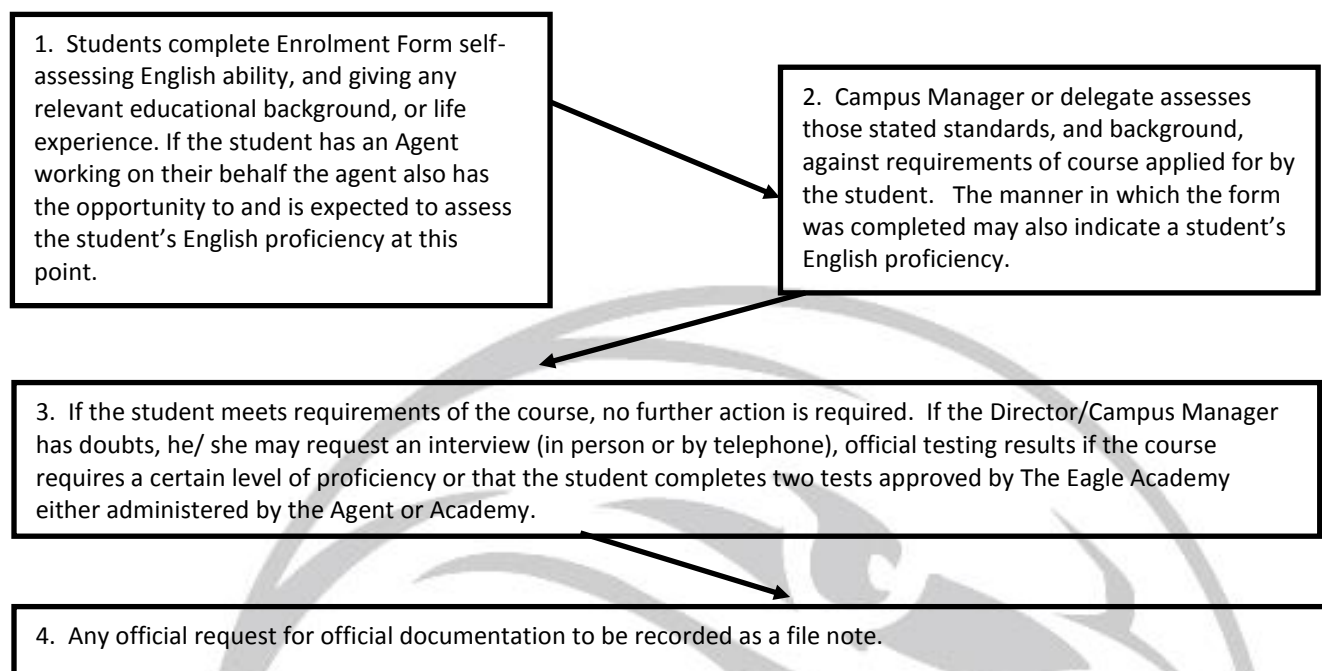 1. Students complete Enrolment Form self-
assessing English ability, and giving any
relevant educational background, or life
experience. If the student has an Agent
working on their behalf the agent also has
the opportunity to and is expected to assess
the student's English proficiency at this
point.
2. Campus Manager or delegate assesses
those stated standards, and background,
against requirements of course applied for by
the student. The manner in which the form
was completed may also indicate a student's
English proficiency.
3. If the student meets requirements of the course, no further action is required. If the Director/Campus Manager
has doubts, he/ she may request an interview (in person or by telephone), official testing results if the course
requires a certain level of proficiency or that the student completes two tests approved by The Eagle Academy
either administered by the Agent or Academy.
4. Any official request for official documentation to be recorded as a file note.